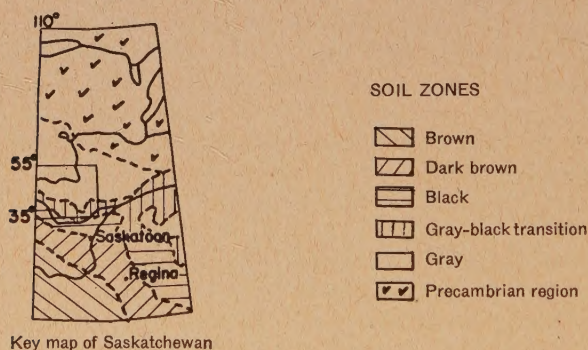 110°
55°
35°
Saskatoon
Regina
Key map of Saskatchewan
SOIL ZONES
Brown
Dark brown
Black
Gray-black transition
Gray
Precambrian region